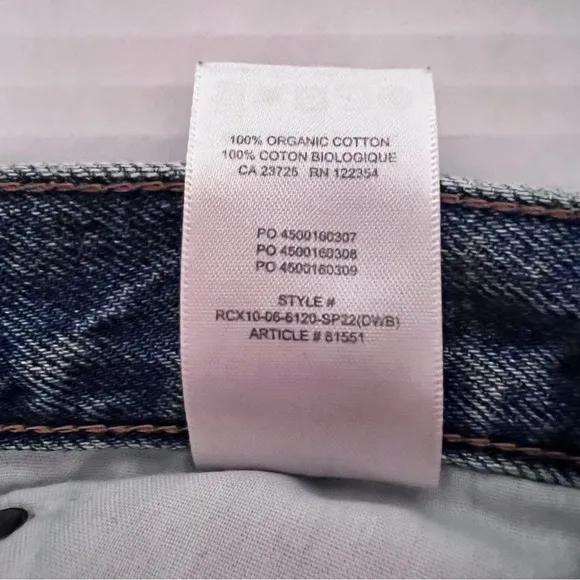 100% ORGANIC COTTON
100% COTON BIOLOGIQUE
CA 23725 RN 122354
PO 4500160307
PO 4500160308
PO 4500160309
STYLE #
RCX10-06-6120-SP22(DWB)
ARTICLE # 81551